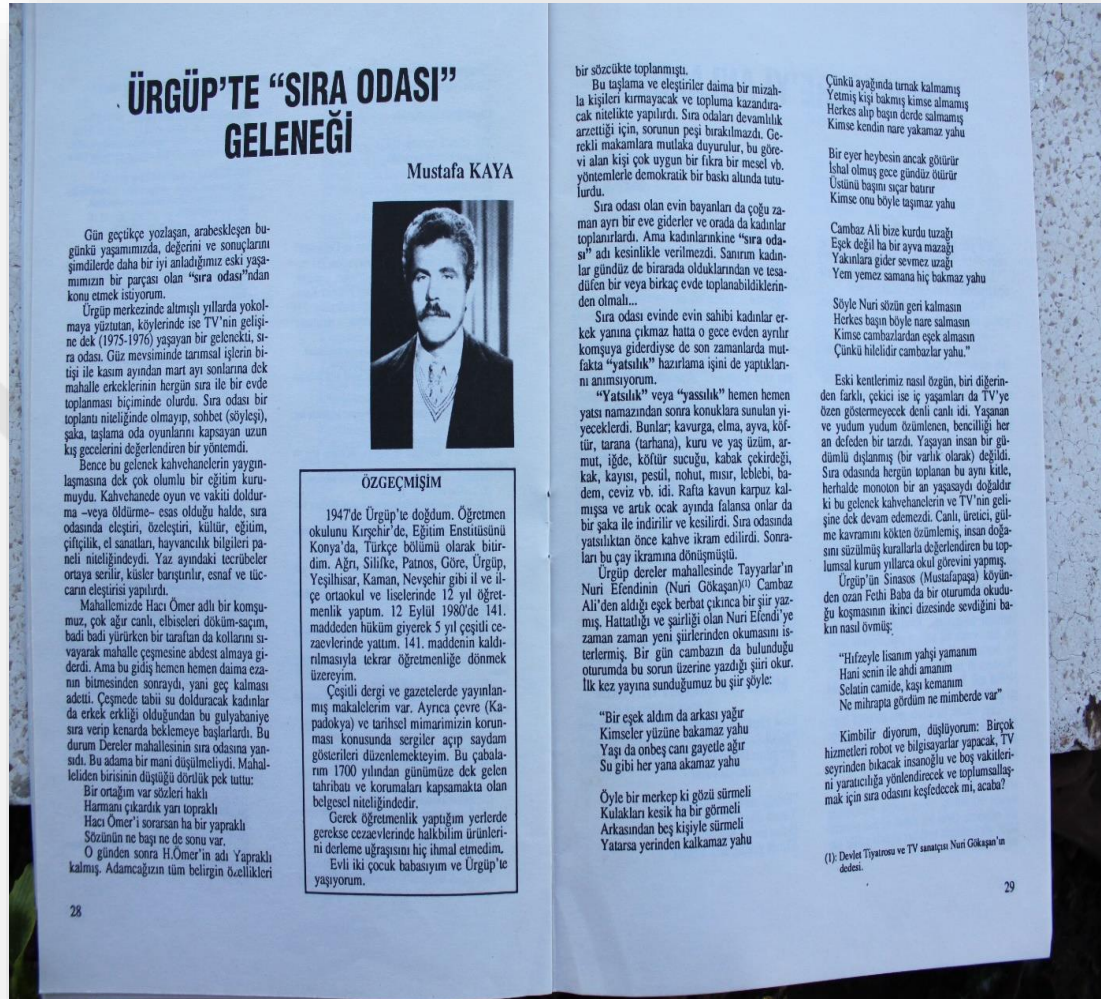 ÜRGÜP'TE “SIRA ODASI”
GELENEĞİ
Mustafa KAYA
Gün geçtikçe yozlaşan, arabeskleşen bu-
günkü yaşamımızda, değerini ve sonuçlarını
şimdilerde daha bir iyi anladığımız eski yaşa-
mımızın bir parçası olan “sıra odası”ndan
konu etmek istiyorum.
Ürgüp merkezinde altmışlı yıllarda yokol-
maya yüztutan, köylerinde ise TV'nin gelişi-
ne dek (1975-1976) yaşayan bir gelenekti, sı-
ra odası. Güz mevsiminde tarımsal işlerin bi-
tişi ile kasım ayından mart ayı sonlarına dek
mahalle erkeklerinin hergün sıra ile bir evde
toplanması biçiminde olurdu. Sıra odası bir
toplantı niteliğinde olmayıp, sohbet (söyleşi),
şaka, taşlama oda oyunlarını kapsayan uzun
kış gecelerini değerlendiren bir yöntemdi.
Bence bu gelenek kahvehanelerin yaygın-
laşmasına dek çok olumlu bir eğitim kuru-
muydu. Kahvehanede oyun ve vakiti doldur-
ma –veya öldürme– esas olduğu halde, sıra
odasında eleştiri, özeleştiri, kültür, eğitim,
çiftçilik, el sanatları, hayvancılık bilgileri pa-
neli niteliğindeydi. Yaz ayındaki tecrübeler
ortaya serilir, küsler barıştırılır, esnaf ve tüc-
carın eleştirisi yapılırdı.
Mahallemizde Hacı Ömer adlı bir komşu-
muz, çok ağır canlı, elbiseleri döküm-saçım,
badi badi yürürken bir taraftan da kollarını sı-
vayarak mahalle çeşmesine abdest almaya gi-
derdi. Ama bu gidiş hemen hemen daima eza-
nın bitmesinden sonraydı, yani geç kalması
adetti. Çeşmede tabii su dolduracak kadınlar
da erkek erkliği olduğundan bu gulyabaniye
sıra verip kenarda beklemeye başlarlardı. Bu
durum Dereler mahallesinin sıra odasına yan-
sıdı. Bu adama bir mani düşülmeliydi. Mahal-
leliden birisinin düştüğü dörtlük pek tuttu:
Bir ortağım var sözleri haklı
Harmanı çıkardık yarı topraklı
Hacı Ömer'i sorarsan ha bir yapraklı
Sözünün ne başı ne de sonu var.
O günden sonra H.Ömer'in adı Yapraklı
kalmış. Adamcağızın tüm belirgin özellikleri
28
ÖZGEÇMİŞİM
1947'de Ürgüp'te doğdum. Öğretmen
okulunu Kırşehir'de, Eğitim Enstitüsünü
Konya'da, Türkçe bölümü olarak bitir-
dim. Ağrı, Silifke, Patnos, Göre, Ürgüp,
Yeşilhisar, Kaman, Nevşehir gibi il ve il-
çe ortaokul ve liselerinde 12 yıl öğret-
menlik yaptım. 12 Eylül 1980'de 141.
maddeden hüküm giyerek 5 yıl çeşitli ce-
zaevlerinde yattım. 141. maddenin kaldı-
rılmasıyla tekrar öğretmenliğe dönmek
üzereyim.
Çeşitli dergi ve gazetelerde yayınlan-
mış makalelerim var. Ayrıca çevre (Ka-
padokya) ve tarihsel mimarimizin korun-
ması konusunda sergiler açıp saydam
gösterileri düzenlemekteyim. Bu çabala-
rım 1700 yılından günümüze dek gelen
tahribatı ve korumaları kapsamakta olan
belgesel niteliğindedir.
Gerek öğretmenlik yaptığım yerlerde
gerekse cezaevlerinde halkbilim ürünleri-
ni derleme uğraşısını hiç ihmal etmedim.
Evli iki çocuk babasıyım ve Ürgüp'te
yaşıyorum.
bir sözcükte toplanmıştı.
Bu taşlama ve eleştiriler daima bir mizah-
la kişileri kırmayacak ve topluma kazandıra-
cak nitelikte yapılırdı. Sıra odaları devamlılık
arzettiği için, sorunun peşi bırakılmazdı. Ge-
rekli makamlara mutlaka duyurulur, bu göre-
vi alan kişi çok uygun bir fıkra bir mesel vb.
yöntemlerle demokratik bir baskı altında tutu-
lurdu.
Sıra odası olan evin bayanları da çoğu za-
man ayrı bir eve giderler ve orada da kadınlar
toplanırlardı. Ama kadınlarınkine “sıra oda-
sı” adı kesinlikle verilmezdi. Sanırım kadın-
lar gündüz de birarada olduklarından ve tesa-
düfen bir veya birkaç evde toplanabildiklerin-
den olmalı...
Sıra odası evinde evin sahibi kadınlar er-
kek yanına çıkmaz hatta o gece evden ayrılır
komşuya giderdiyse de son zamanlarda mut-
fakta “yatsılık” hazırlama işini de yaptıkları-
nı anımsıyorum.
“Yatsılık” veya “yassılık” hemen hemen
yatsı namazından sonra konuklara sunulan yi-
yeceklerdi. Bunlar; kavurga, elma, ayva, köf-
tür, tarana (tarhana), kuru ve yaş üzüm, ar-
mut, iğde, köftür sucuğu, kabak çekirdeği,
kak, kayısı, pestil, nohut, mısır, leblebi, ba-
dem, ceviz vb. idi. Rafta kavun karpuz kal-
mışsa ve artık ocak ayında falansa onlar da
bir şaka ile indirilir ve kesilirdi. Sıra odasında
yatsılıktan önce kahve ikram edilirdi. Sonra-
ları bu çay ikramına dönüşmüştü.
Ürgüp dereler mahallesinde Tayyarlar'ın
Nuri Efendinin (Nuri Gökaşan)(1) Cambaz
Ali'den aldığı eşek berbat çıkınca bir şiir yaz-
mış. Hattatlığı ve şairliği olan Nuri Efendi'ye
zaman zaman yeni şiirlerinden okumasını is-
terlermiş. Bir gün cambazın da bulunduğu
oturumda bu sorun üzerine yazdığı şiiri okur.
İlk kez yayına sunduğumuz bu şiir şöyle:
“Bir eşek aldım da arkası yağır
Kimseler yüzüne bakamaz yahu
Yaşı da onbeş canı gayetle ağır
Su gibi her yana akamaz yahu
Öyle bir merkep ki gözü sürmeli
Kulakları kesik ha bir görmeli
Arkasından beş kişiyle sürmeli
Yatarsa yerinden kalkamaz yahu
Çünkü ayağında tırnak kalmamış
Yetmiş kişi bakmış kimse almamış
Herkes alıp başın derde salmamış
Kimse kendin nare yakamaz yahu
Bir eyer heybesin ancak götürür
İshal olmuş gece gündüz ötürür
Üstünü başını sıçar batırır
Kimse onu böyle taşımaz yahu
Cambaz Ali bize kurdu tuzağı
Eşek değil ha bir ayva mazağı
Yakınlara gider sevmez uzağı
Yem yemez samana hiç bakmaz yahu
Söyle Nuri sözün geri kalmasın
Herkes başın böyle nare salmasın
Kimse cambazlardan eşek almasın
Çünkü hilelidir cambazlar yahu.”
Eski kentlerimiz nasıl özgün, biri diğerin-
den farklı, çekici ise iç yaşamları da TV'ye
özen göstermeyecek denli canlı idi. Yaşanan
ve yudum yudum özümlenen, bencilliği her
an defeden bir tarzdı. Yaşayan insan bir gü-
dümlü dışlanmış (bir varlık olarak) değildi.
Sıra odasında hergün toplanan bu aynı kitle,
herhalde monoton bir an yaşasaydı doğaldır
ki bu gelenek kahvehanelerin ve TV'nin geli-
şine dek devam edemezdi. Canlı, üretici, gül-
me kavramını kökten özümlemiş, insan doğa-
sını süzülmüş kurallarla değerlendiren bu top-
lumsal kurum yıllarca okul görevini yapmış.
Ürgüp'ün Sinasos (Mustafapaşa) köyün-
den ozan Fethi Baba da bir oturumda okudu-
ğu koşmasının ikinci dizesinde sevdiğini ba-
kın nasıl övmüş:
“Hıfzeyle lisanım yahşi yamanım
Hani senin ile ahdi amanım
Selatin camide, kaşı kemanım
Ne mihrapta gördüm ne mimberde var”
Kimbilir diyorum, düşlüyorum: Birçok
hizmetleri robot ve bilgisayarlar yapacak, TV
seyrinden bıkacak insanoğlu ve boş vakitleri-
ni yaratıcılığa yönlendirecek ve toplumsallaş-
mak için sıra odasını keşfedecek mi, acaba?
(1): Devlet Tiyatrosu ve TV sanatçısı Nuri Gökaşan'ın
dedesi.
29